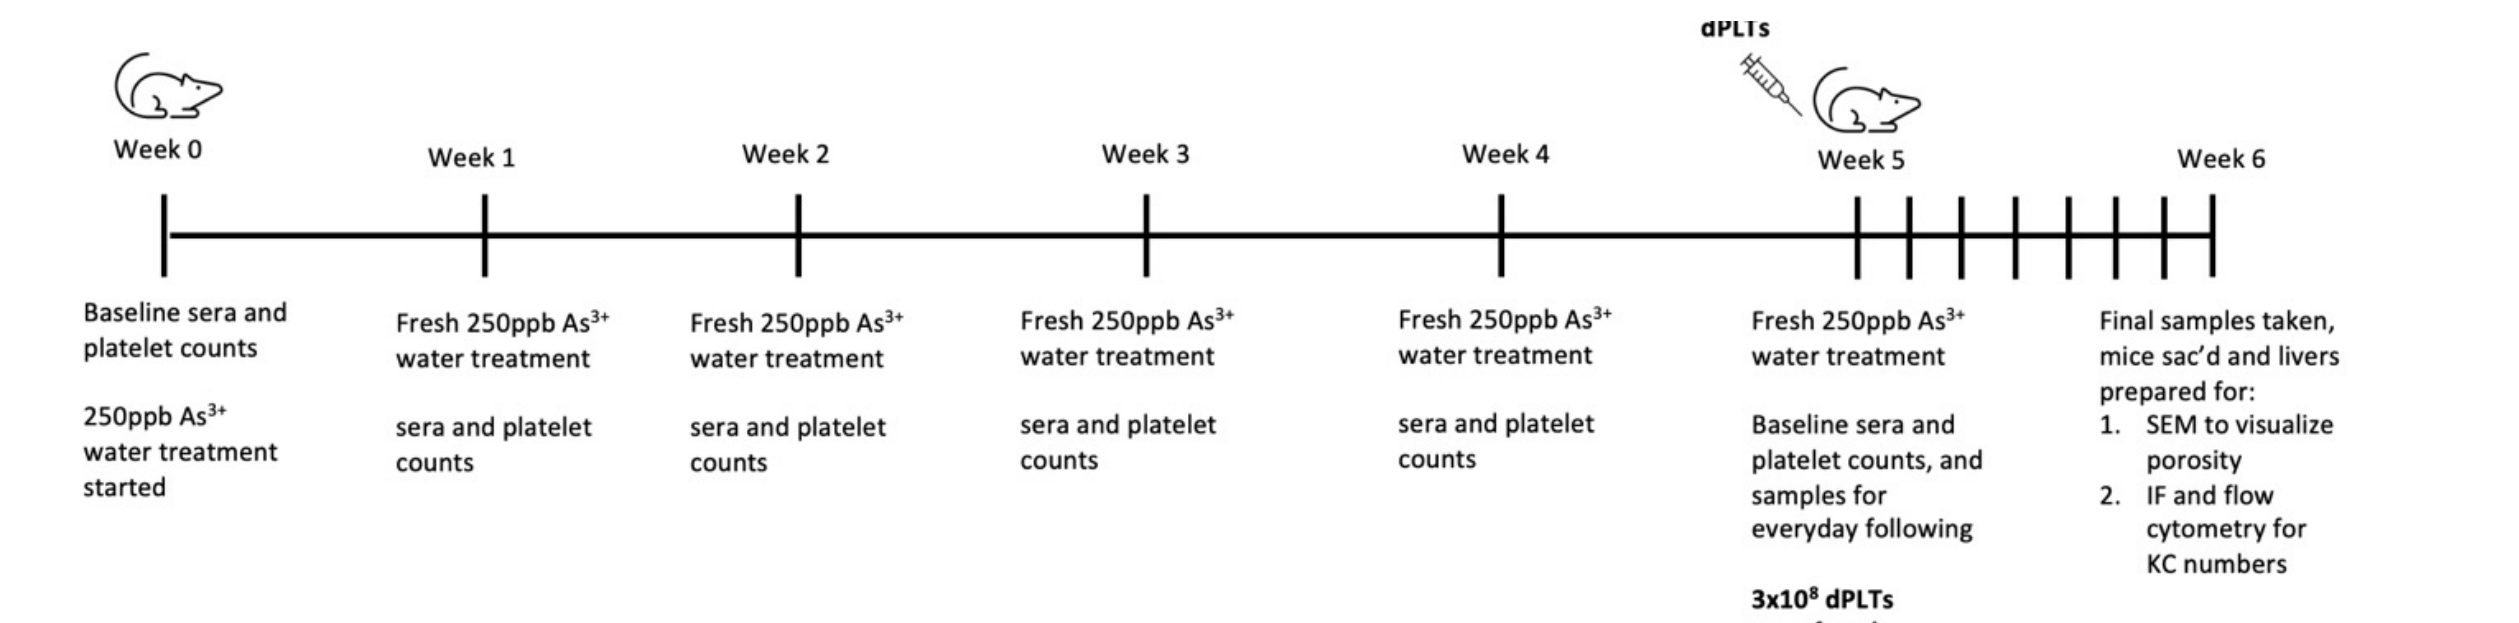 dPLTs
Week 0
Week 1
Week 2
Week 3
Week 4
Week 5
Week 6
Baseline sera and
platelet counts
250ppb As³⁺
water treatment
started
Fresh 250ppb As³⁺
water treatment
sera and platelet
counts
Fresh 250ppb As³⁺
water treatment
sera and platelet
counts
Fresh 250ppb As³⁺
water treatment
sera and platelet
counts
Fresh 250ppb As³⁺
water treatment
sera and platelet
counts
Fresh 250ppb As³⁺
water treatment
Baseline sera and
platelet counts, and
samples for
everyday following
3x10⁸ dPLTs
Final samples taken,
mice sac’d and livers
prepared for:
1. SEM to visualize
porosity
2. IF and flow
cytometry for
KC numbers